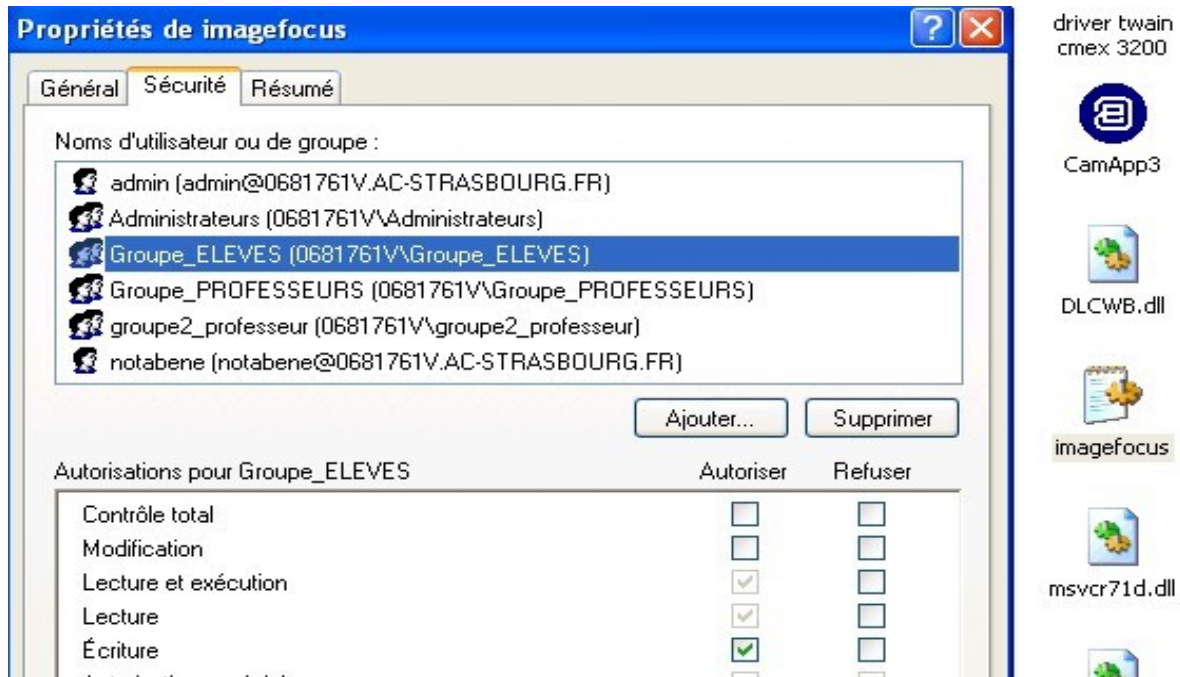 Propriétés de imagefocus
Général Sécurité Résumé
Noms d'utilisateur ou de groupe :
admin (admin@0681761V.AC-STRASBOURG.FR)
Administrateurs (0681761V\Administrateurs)
Groupe_ELEVES (0681761V\Groupe_ELEVES)
Groupe_PROFESSEURS (0681761V\Groupe_PROFESSEURS)
groupe2_professeur (0681761V\groupe2_professeur)
notabene (notabene@0681761V.AC-STRASBOURG.FR)
Ajouter... Supprimer
Autorisations pour Groupe_ELEVES Autoriser Refuser
Contrôle total
Modification
Lecture et exécution
Lecture
Écriture
driver twain
cmex 3200
CamApp3
DLCWB.dll
imagefocus
msvcr71d.dll